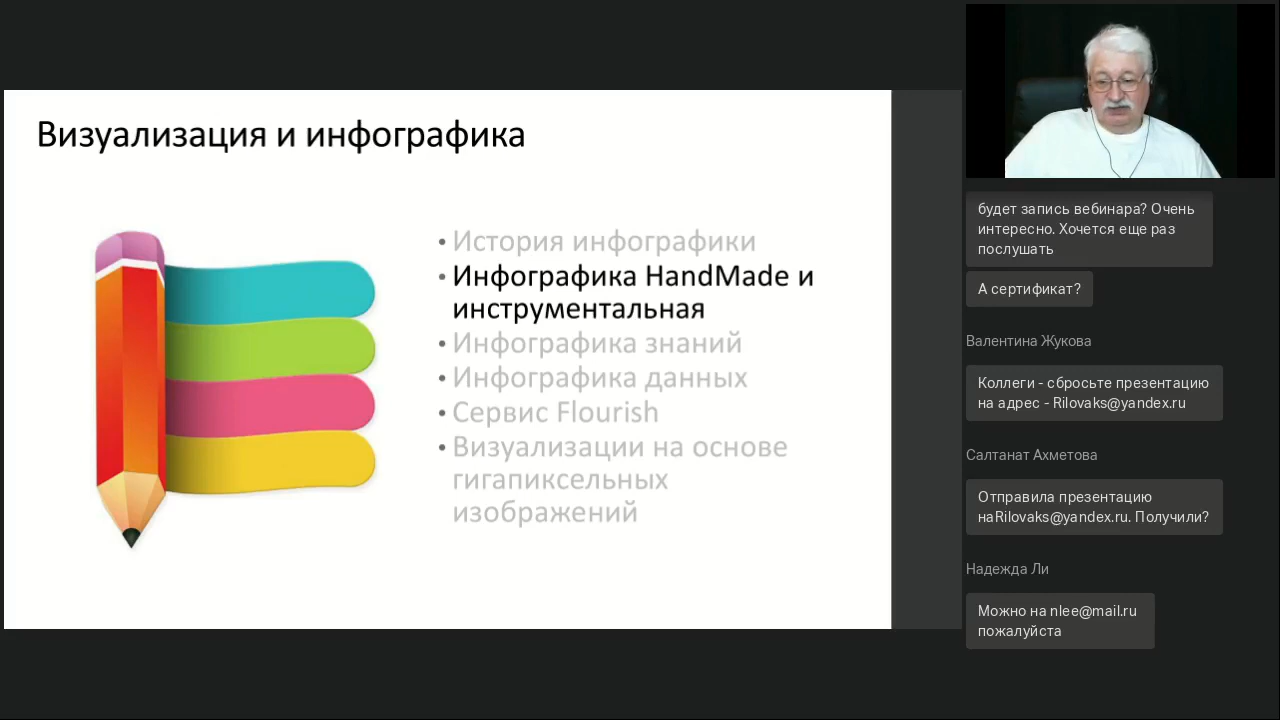 Визуализация и инфографика
• История инфографики
• Инфографика HandMade и
инструментальная
• Инфографика знаний
• Инфографика данных
• Сервис Flourish
• Визуализации на основе
гигапиксельных
изображений
будет запись вебинара? Очень
интересно. Хочется еще раз
послушать
А сертификат?
Валентина Жукова
Коллеги - сбросьте презентацию
на адрес - Rilovaks@yandex.ru
Салтанат Ахметова
Отправила презентацию
наRilovaks@yandex.ru. Получили?
Надежда Ли
Можно на nlee@mail.ru
пожалуйста